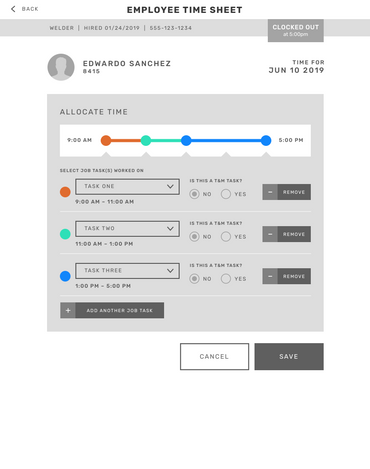 BACK
EMPLOYEE TIME SHEET
WELDER | HIRED 01/24/2019 | 555-123-1234
CLOCKED OUT
at 5:00pm
EDWARDO SANCHEZ
8415
TIME FOR
JUN 10 2019
ALLOCATE TIME
9:00 AM
5:00 PM
SELECT JOB TASK(S) WORKED ON
IS THIS A T&M TASK?
TASK ONE
NO YES
− REMOVE
9:00 AM – 11:00 AM
IS THIS A T&M TASK?
TASK TWO
NO YES
− REMOVE
11:00 AM – 1:00 PM
IS THIS A T&M TASK?
TASK THREE
NO YES
− REMOVE
1:00 PM – 5:00 PM
+ ADD ANOTHER JOB TASK
CANCEL
SAVE